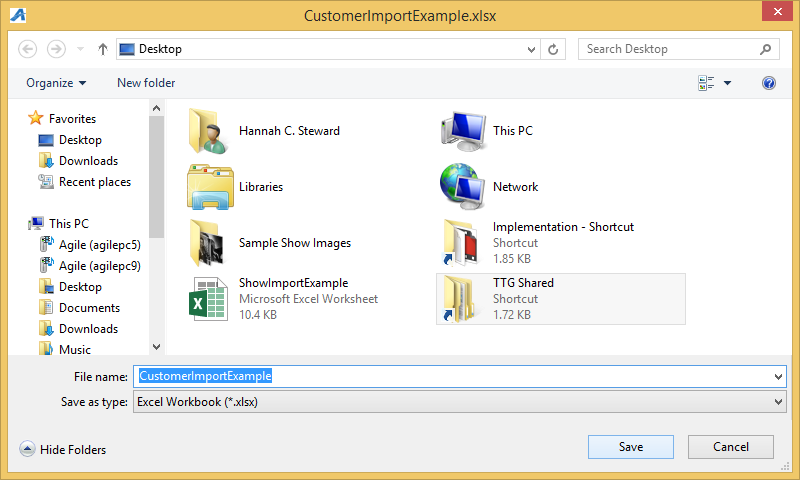 CustomerImportExample.xlsx
Desktop
Search Desktop
Organize
New folder
Favorites
Desktop
Downloads
Recent places
This PC
Agile (agilepc5)
Agile (agilepc9)
Desktop
Documents
Downloads
Music
Hannah C. Steward
This PC
Libraries
Network
Sample Show Images
Implementation - Shortcut
Shortcut
1.85 KB
ShowImportExample
Microsoft Excel Worksheet
10.4 KB
TTG Shared
Shortcut
1.72 KB
File name: CustomerImportExample
Save as type: Excel Workbook (*.xlsx)
Hide Folders
Save
Cancel